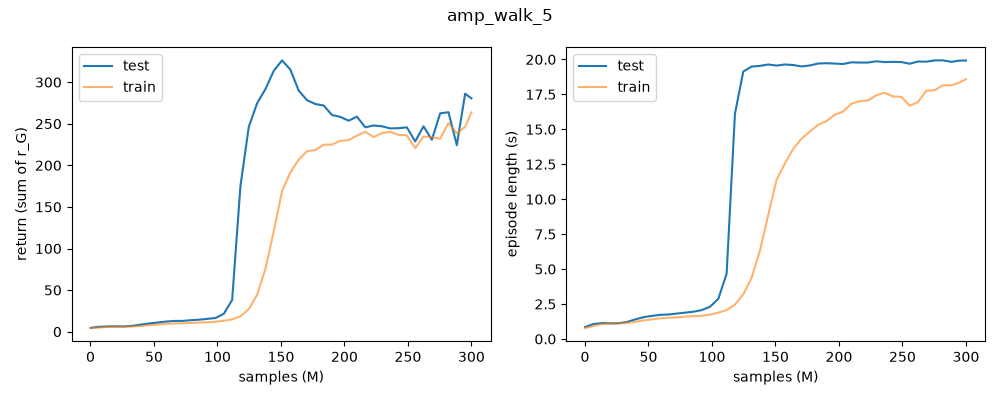 amp_walk_5
return (sum of r_G)
300
250
200
150
100
50
0
test
train
0 50 100 150 200 250 300
samples (M)
episode length (s)
20.0
17.5
15.0
12.5
10.0
7.5
5.0
2.5
0.0
test
train
0 50 100 150 200 250 300
samples (M)